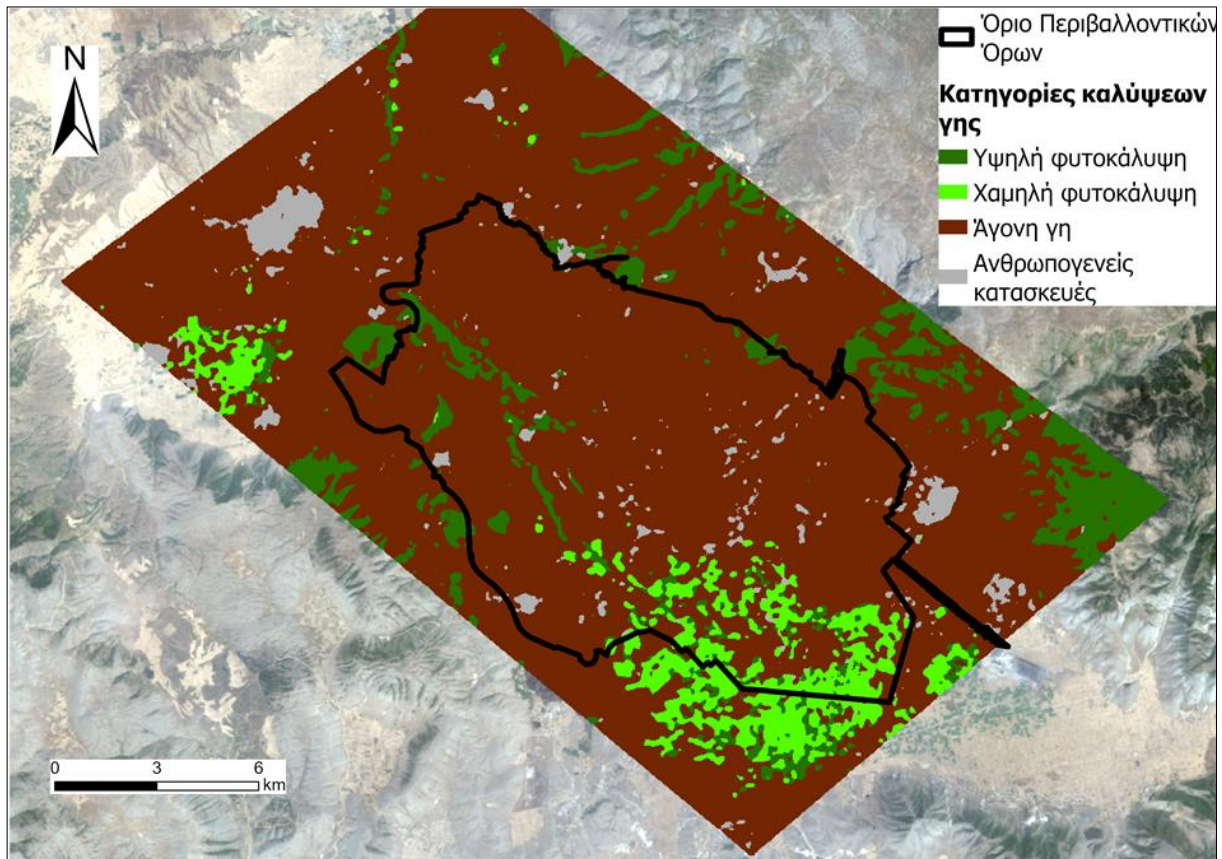 N
Όριο Περιβαλλοντικών
Όρων
Κατηγορίες καλύψεων
γης
Υψηλή φυτοκάλυψη
Χαμηλή φυτοκάλυψη
Άγονη γη
Ανθρωπογενείς
κατασκευές
0 3 6
km